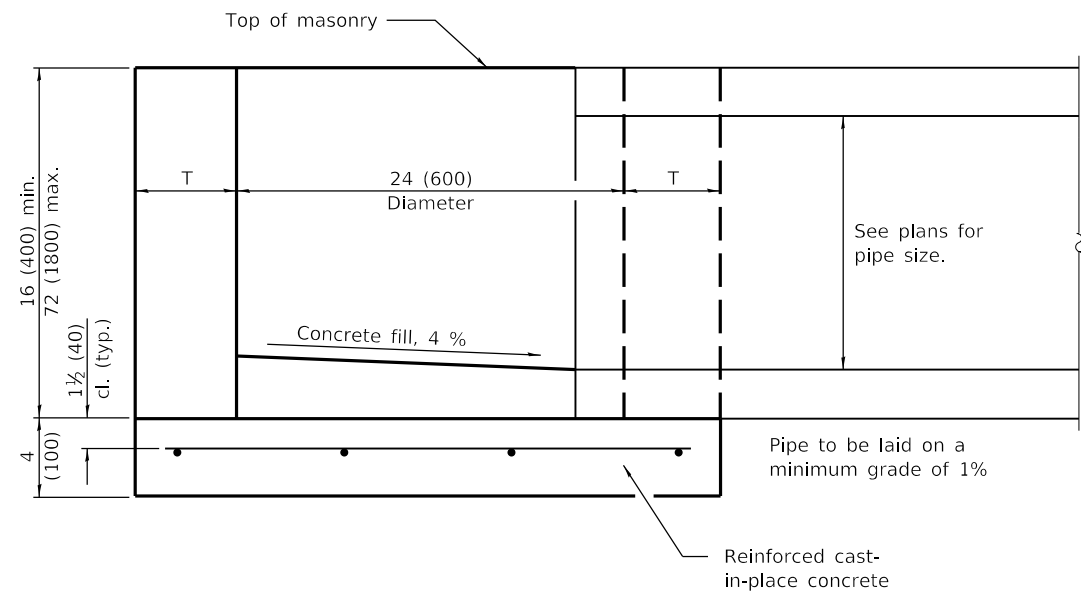 Top of masonry
16 (400) min.
72 (1800) max.
T
24 (600)
Diameter
T
See plans for
pipe size.
Concrete fill, 4 %
1½ (40)
cl. (typ.)
4
(100)
Pipe to be laid on a
minimum grade of 1%
Reinforced cast-
in-place concrete